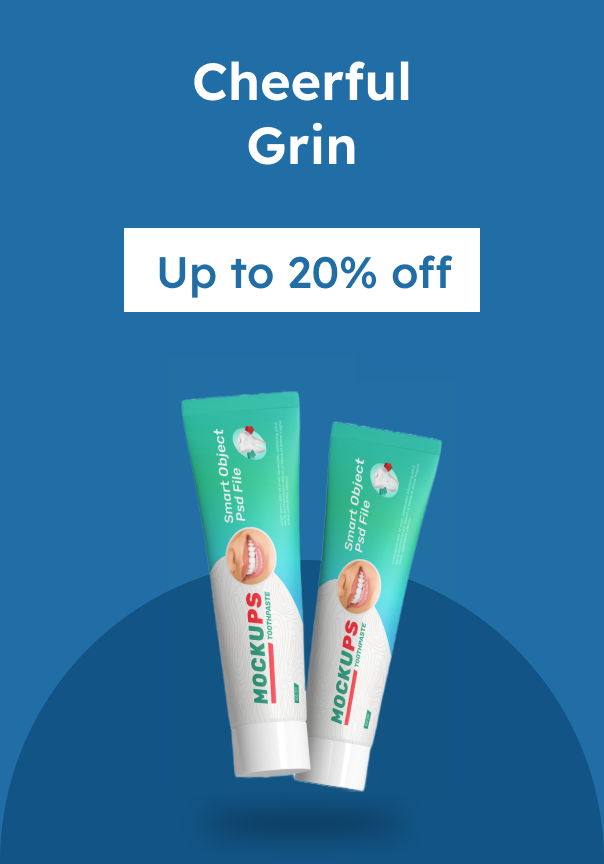 Cheerful
Grin
Up to 20% off
Smart Object
Psd File
MOCKUPS
TOOTHPASTE
Smart Object
Psd File
MOCKUPS
TOOTHPASTE